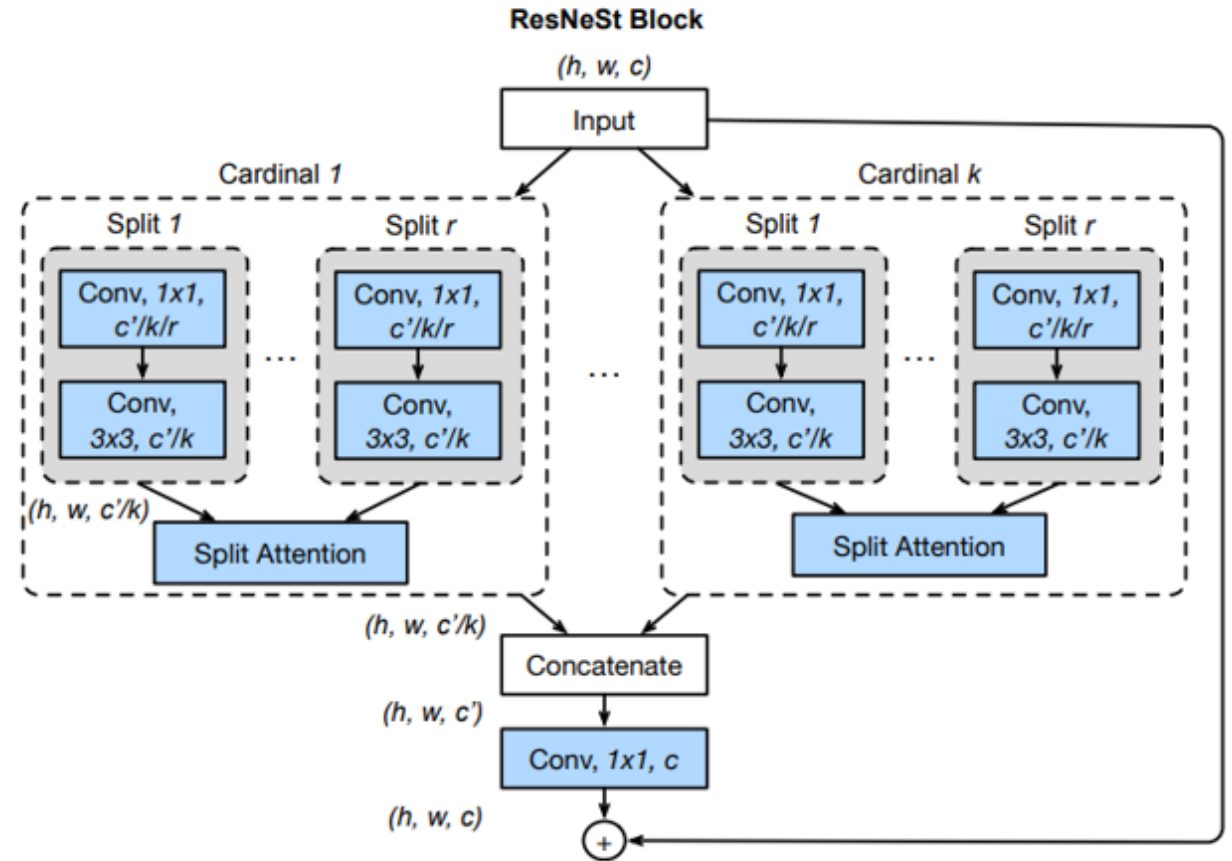 ResNeSt Block
(h, w, c)
Input
Cardinal 1
Cardinal k
Split 1
Split r
Split 1
Split r
Conv, 1x1,
c'/k/r
Conv, 1x1,
c'/k/r
Conv, 1x1,
c'/k/r
Conv, 1x1,
c'/k/r
...
...
...
Conv,
3x3, c'/k
Conv,
3x3, c'/k
Conv,
3x3, c'/k
Conv,
3x3, c'/k
(h, w, c'/k)
Split Attention
Split Attention
(h, w, c'/k)
Concatenate
(h, w, c')
Conv, 1x1, c
(h, w, c)
+